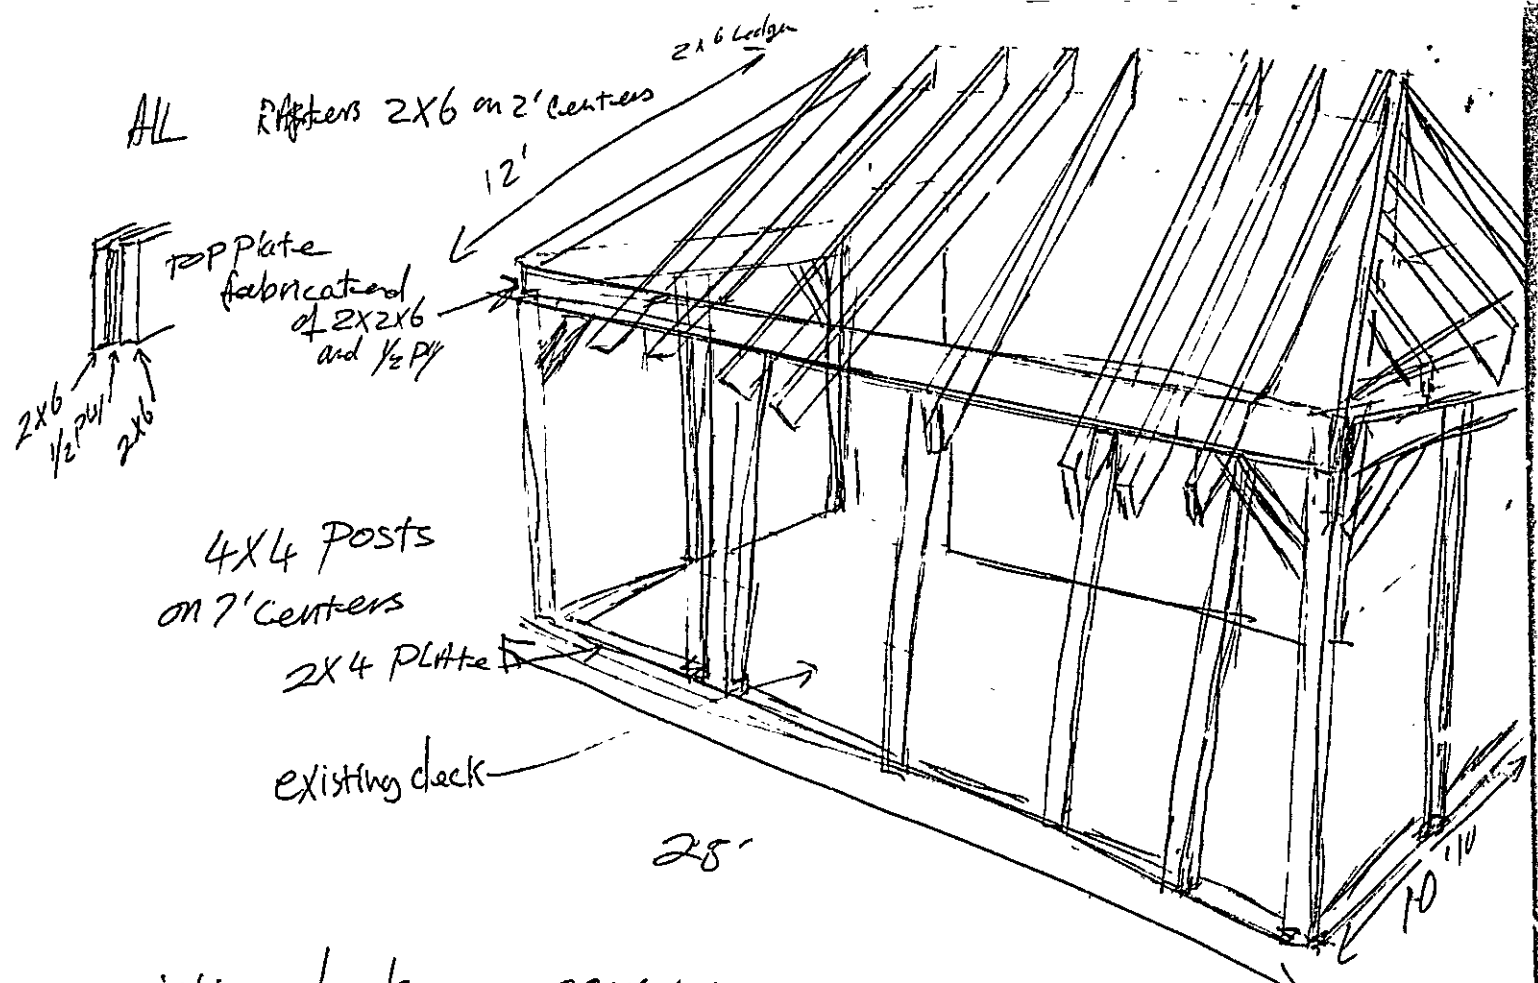 2x6 Ledger
ALL Rafters 2X6 on 2' Centers
12'
Top Plate
fabricated
of 2X2X6
and 1/2 Ply
2x6
1/2 Ply
2x6
4X4 Posts
on 7' Centers
2X4 PLAte
existing deck
28'
10'